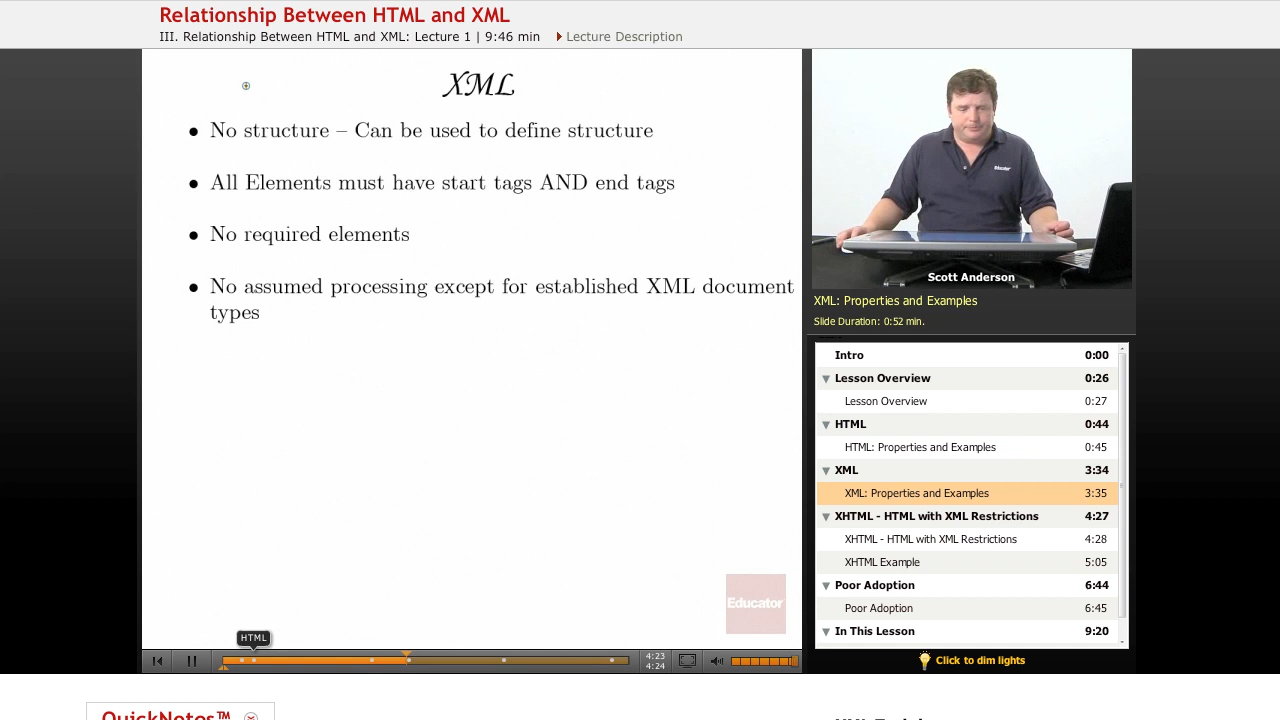 Relationship Between HTML and XML
III. Relationship Between HTML and XML: Lecture 1 | 9:46 min
Lecture Description
XML
• No structure – Can be used to define structure
• All Elements must have start tags AND end tags
• No required elements
• No assumed processing except for established XML document
types
Educator
HTML
4:23
4:24
Educator
Scott Anderson
XML: Properties and Examples
Slide Duration: 0:52 min.
Intro 0:00
Lesson Overview 0:26
Lesson Overview 0:27
HTML 0:44
HTML: Properties and Examples 0:45
XML 3:34
XML: Properties and Examples 3:35
XHTML - HTML with XML Restrictions 4:27
XHTML - HTML with XML Restrictions 4:28
XHTML Example 5:05
Poor Adoption 6:44
Poor Adoption 6:45
In This Lesson 9:20
Click to dim lights
QuickNotes™